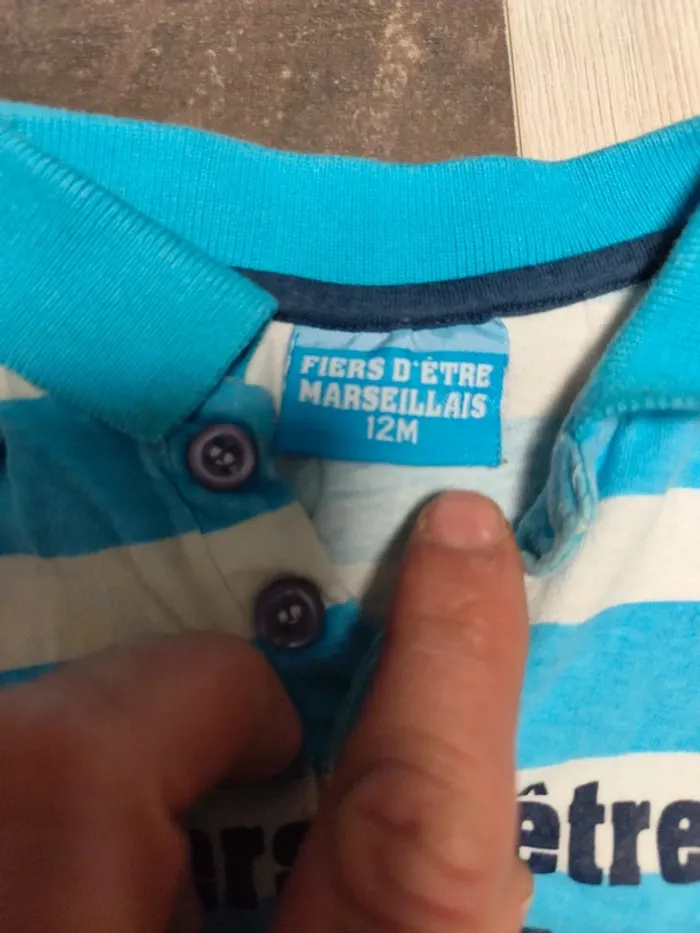 FIERS D'ÊTRE
MARSEILLAIS
12M
être